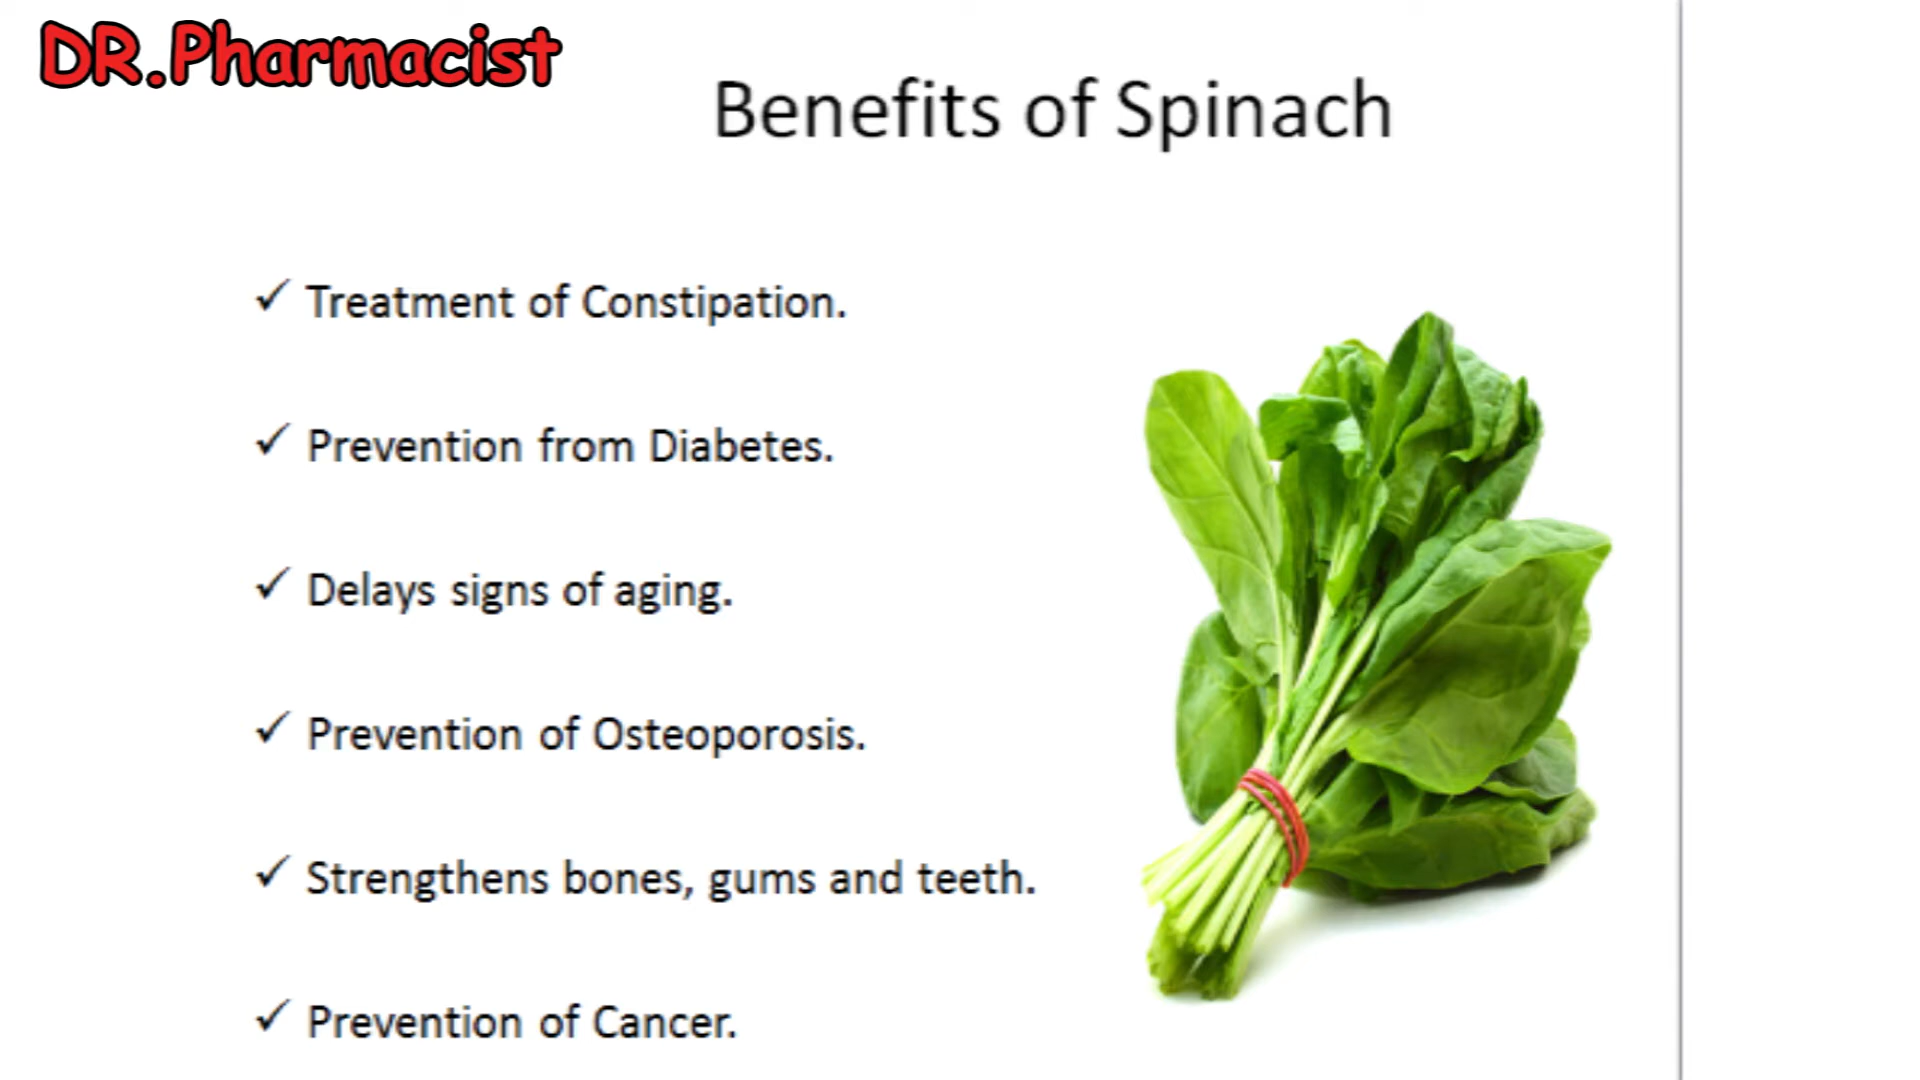 DR.Pharmacist
Benefits of Spinach
✓ Treatment of Constipation.
✓ Prevention from Diabetes.
✓ Delays signs of aging.
✓ Prevention of Osteoporosis.
✓ Strengthens bones, gums and teeth.
✓ Prevention of Cancer.